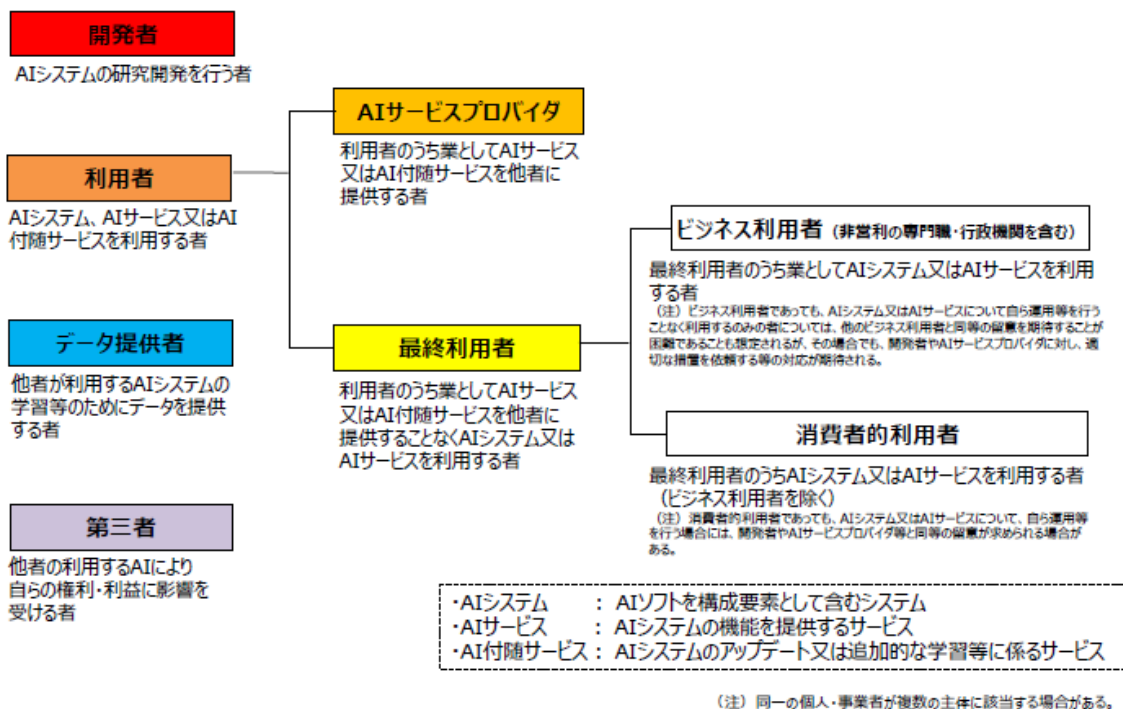 開発者
AIシステムの研究開発を行う者
利用者
AIシステム、AIサービス又はAI
付随サービスを利用する者
データ提供者
他者が利用するAIシステムの
学習等のためにデータを提供
する者
第三者
他者の利用するAIにより
自らの権利・利益に影響を
受ける者
AIサービスプロバイダ
利用者のうち業としてAIサービス
又はAI付随サービスを他者に
提供する者
最終利用者
利用者のうち業としてAIサービス
又はAI付随サービスを他者に
提供することなくAIシステム又は
AIサービスを利用する者
ビジネス利用者（非営利の専門職・行政機関を含む）
最終利用者のうち業としてAIシステム又はAIサービスを利用
する者
（注）ビジネス利用者であっても、AIシステム又はAIサービスについて自ら運用等を行う
ことなく利用するのみの者については、他のビジネス利用者と同等の留意を期待することが
困難であることも想定されるが、その場合でも、開発者やAIサービスプロバイダに対し、適
切な措置を依頼する等の対応が期待される。
消費者的利用者
最終利用者のうちAIシステム又はAIサービスを利用する者
（ビジネス利用者を除く）
（注）消費者的利用者であっても、AIシステム又はAIサービスについて、自ら運用等
を行う場合には、開発者やAIサービスプロバイダ等と同等の留意が求められる場合が
ある。
・AIシステム ： AIソフトを構成要素として含むシステム
・AIサービス ： AIシステムの機能を提供するサービス
・AI付随サービス： AIシステムのアップデート又は追加的な学習等に係るサービス
（注）同一の個人・事業者が複数の主体に該当する場合がある。